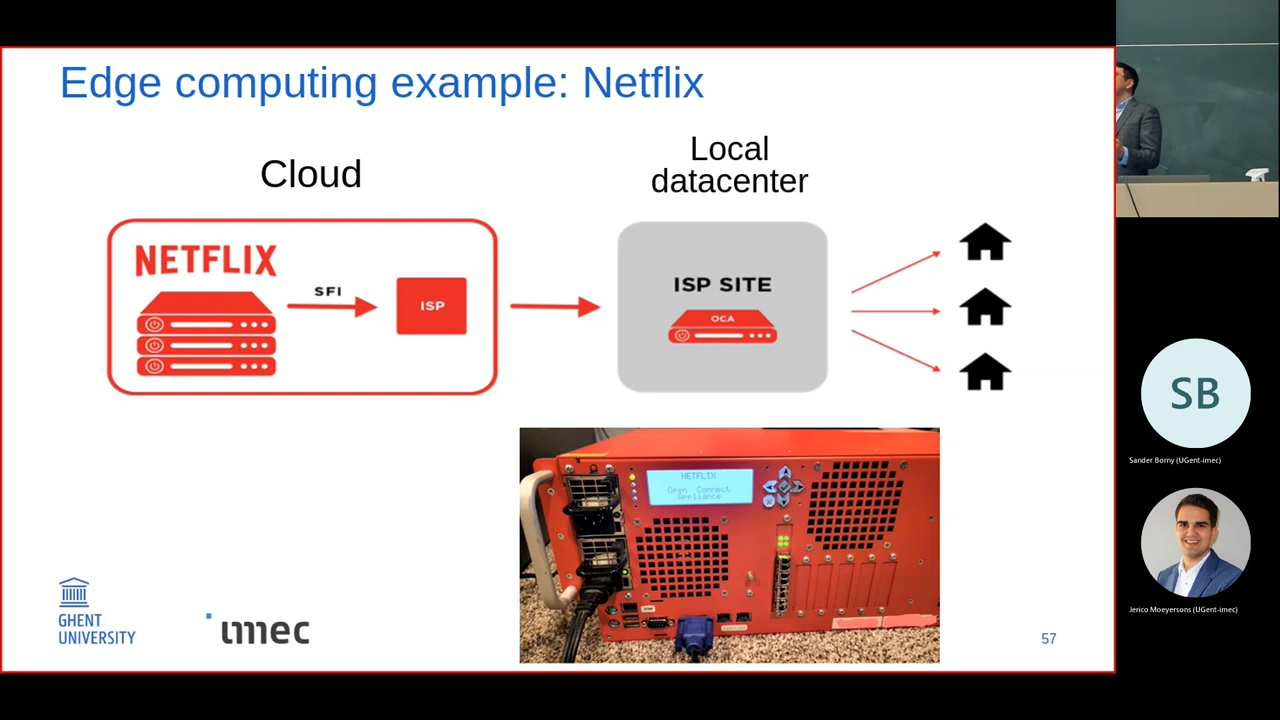 Edge computing example: Netflix
Cloud
Local
datacenter
NETFLIX
SFI
ISP
ISP SITE
OCA
NETFLIX
Open Connect
Appliance
GHENT
UNIVERSITY
imec
57
SB
Sander Borny (UGent-imec)
Jerico Moeyersons (UGent-imec)